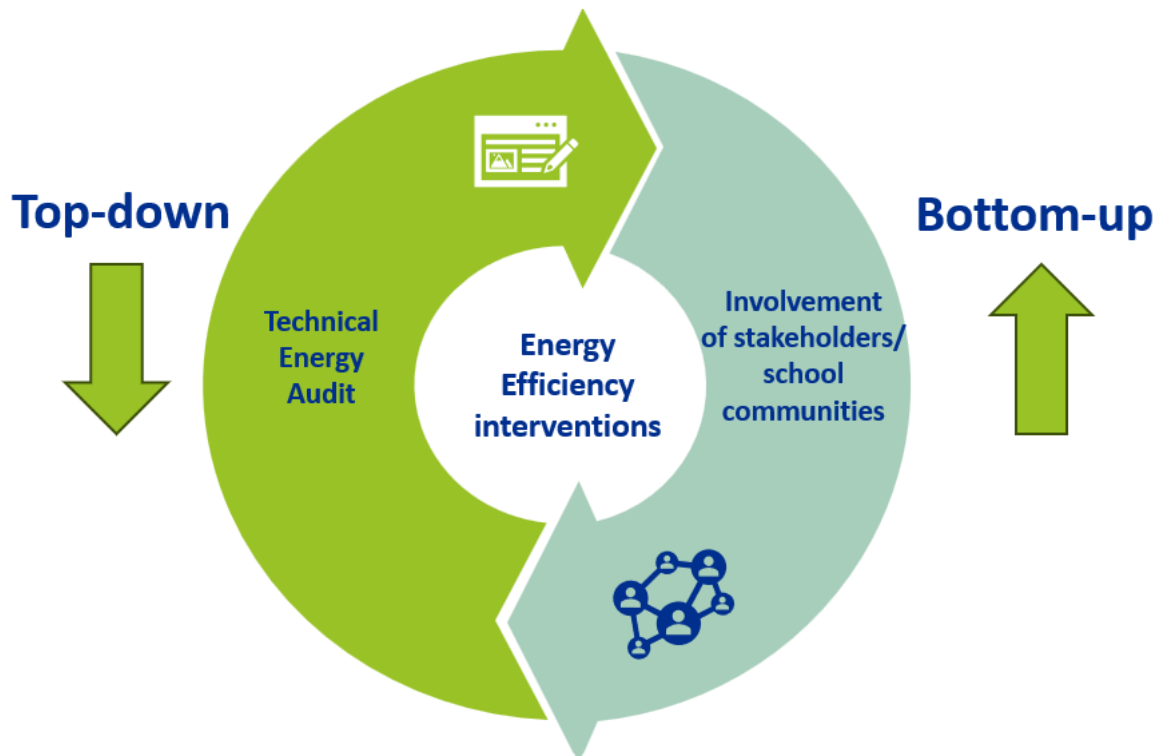 Top-down
Technical
Energy
Audit
Energy
Efficiency
interventions
Involvement
of stakeholders/
school
communities
Bottom-up